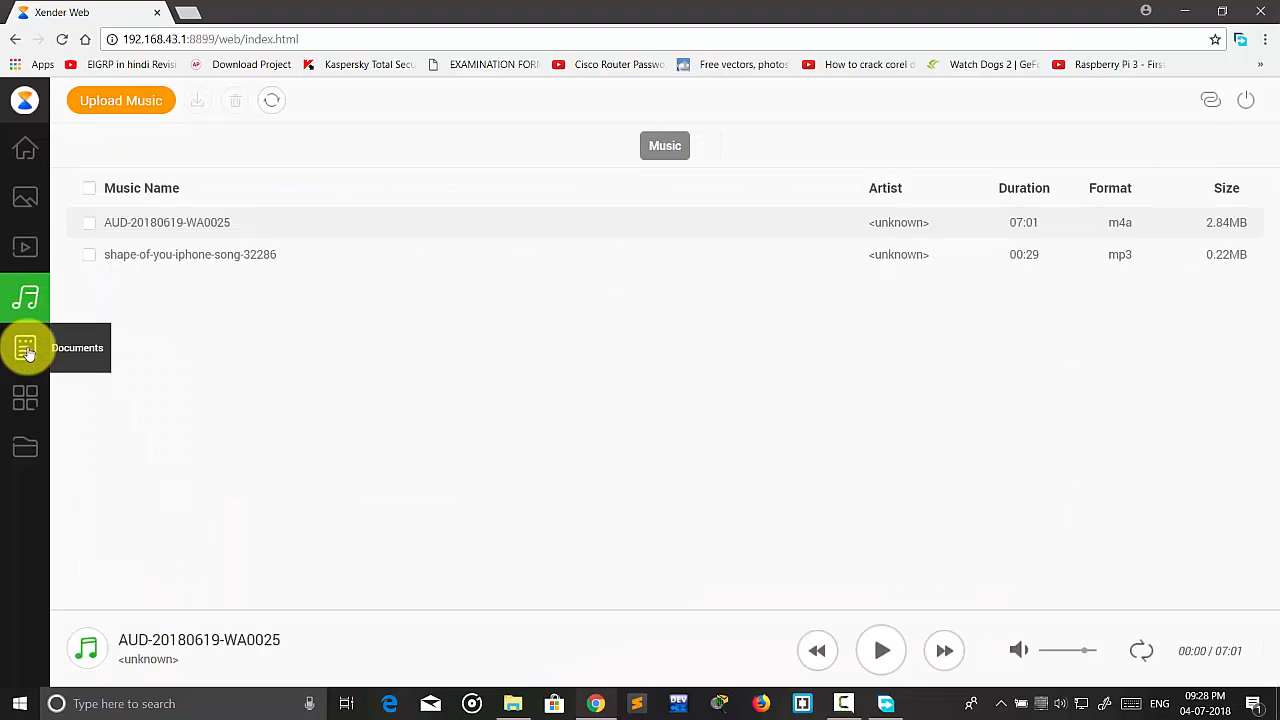 Xender Web
192.168.43.1:8899/web/index.html
Apps
EIGRP in hindi Revisi
Download Project
Kaspersky Total Secu
EXAMINATION FORM
Cisco Router Passwo
Free vectors, photos
How to crack corel d
Watch Dogs 2 | GeFo
Raspberry Pi 3 - First
»
Upload Music
Music
Music Name
Artist
Duration
Format
Size
AUD-20180619-WA0025
<unknown>
07:01
m4a
2.84MB
shape-of-you-iphone-song-32286
<unknown>
00:29
mp3
0.22MB
Documents
AUD-20180619-WA0025
<unknown>
00:00 / 07:01
Type here to search
DEV
ENG
09:28 PM
04-07-2018
1